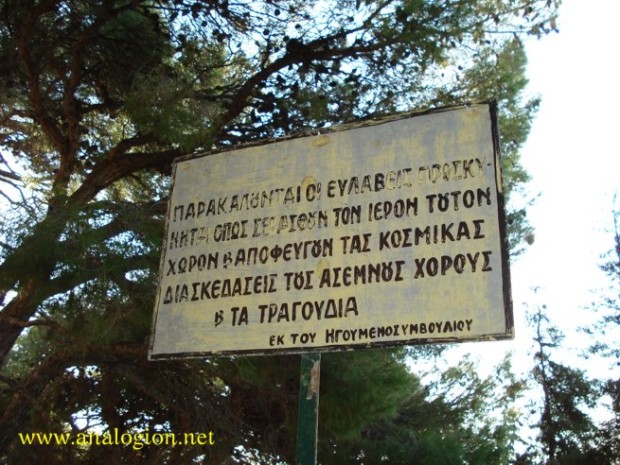 ΠΑΡΑΚΑΛΟΥΝΤΑΙ ΟΙ ΕΥΛΑΒΕΙΣ ΠΡΟΣΚΥ-
ΝΗΤΑΙ ΟΠΩΣ ΣΕΒΑΣΘΟΥΝ ΤΟΝ ΙΕΡΟΝ ΤΟΥΤΟΝ
ΧΩΡΟΝ Κ ΑΠΟΦΕΥΓΟΥΝ ΤΑΣ ΚΟΣΜΙΚΑΣ
ΔΙΑΣΚΕΔΑΣΕΙΣ ΤΟΥΣ ΑΣΕΜΝΟΥΣ ΧΟΡΟΥΣ
Κ ΤΑ ΤΡΑΓΟΥΔΙΑ
ΕΚ ΤΟΥ ΗΓΟΥΜΕΝΟΣΥΜΒΟΥΛΙΟΥ
www.analogion.net